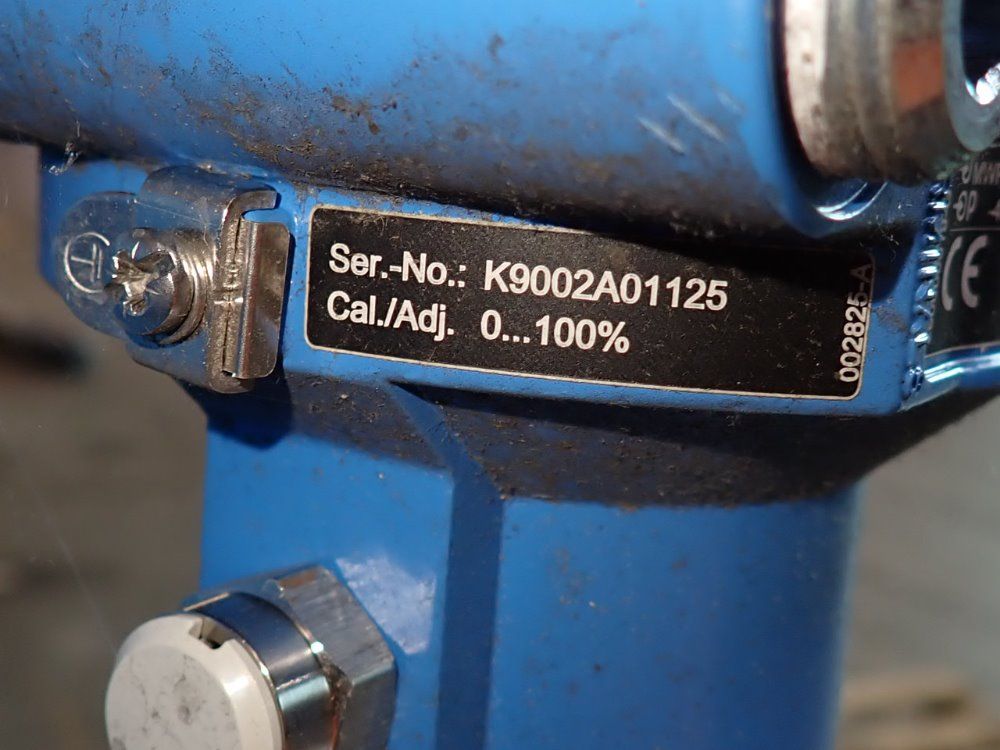 Ser.-No.: K9002A01125
Cal./Adj. 0...100%
002825-A
CE